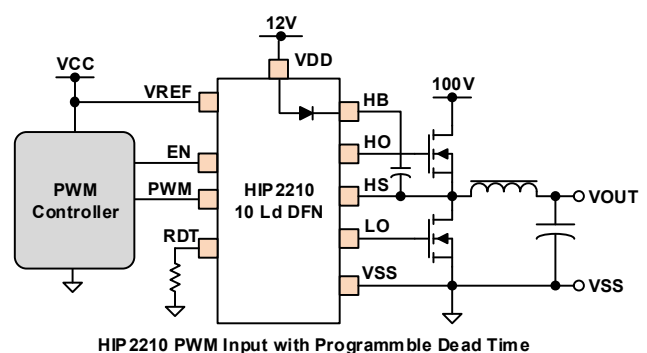 12V
VDD
VCC
VREF
HB
100V
HO
EN
PWM
Controller
PWM
HIP2210
10 Ld DFN
HS
VOUT
RDT
LO
VSS
VSS
HIP2210 PWM Input with Programmble Dead Time